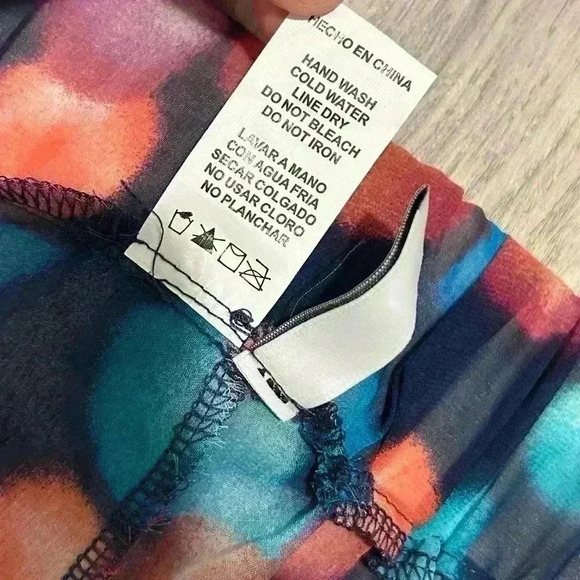 HECHO EN CHINA
HAND WASH
COLD WATER
LINE DRY
DO NOT BLEACH
DO NOT IRON
LAVAR A MANO
CON AGUA FRIA
SECAR COLGADO
NO USAR CLORO
NO PLANCHAR